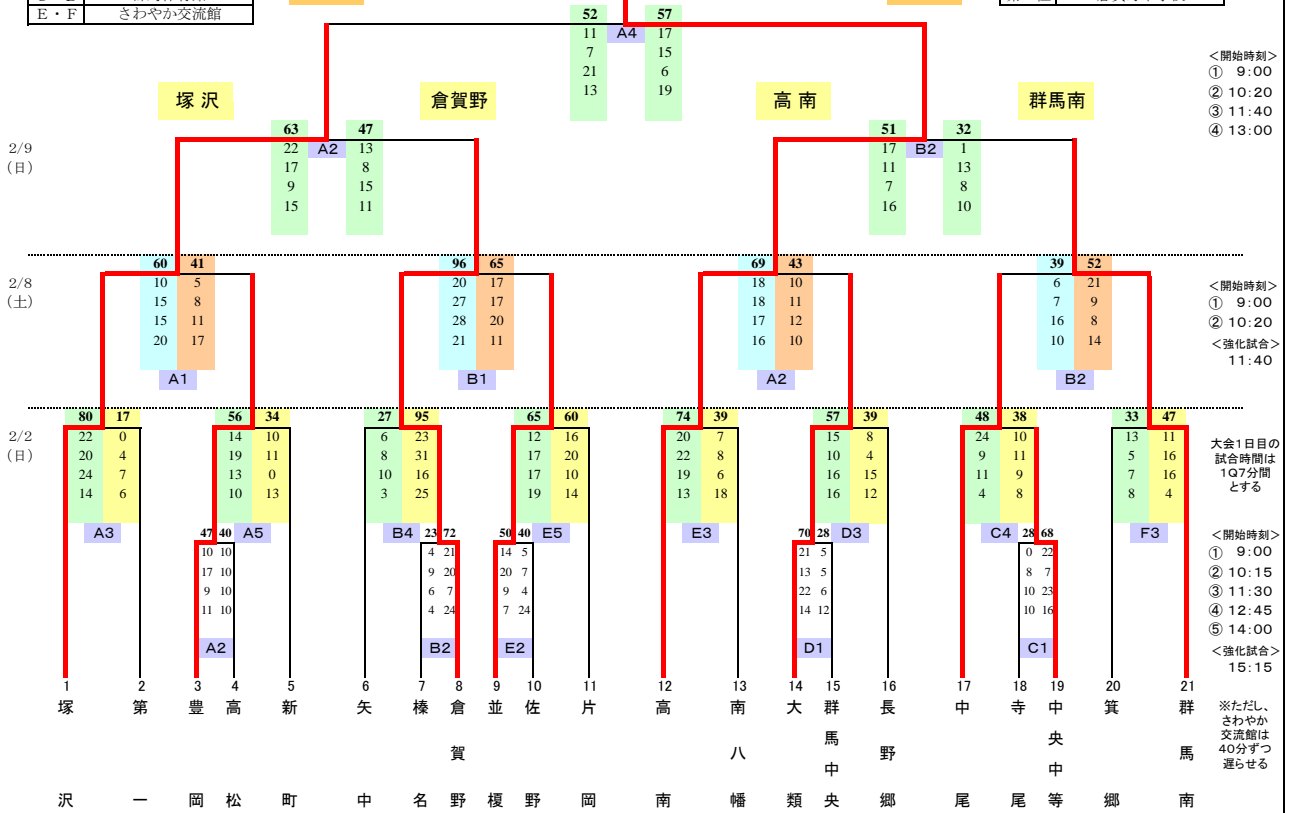 E・F さわやか交流館
52 A4 57
11 17
7 15
21 6
13 19
<開始時刻>
① 9:00
② 10:20
③ 11:40
④ 13:00
塚沢 倉賀野 高南 群馬南
2/9
(日)
63 A2 47
22 13
17 8
9 15
15 11
51 B2 32
17 1
11 13
7 8
16 10
2/8
(土)
60 41
10 5
15 8
15 11
20 17
A1
96 65
20 17
27 17
28 20
21 11
B1
69 43
18 10
18 11
17 12
16 10
A2
39 52
6 21
7 9
16 8
10 14
B2
<開始時刻>
① 9:00
② 10:20
<強化試合>
11:40
2/2
(日)
80 17
22 0
20 4
24 7
14 6
A3
56 34
14 10
19 11
13 0
10 13
A5
27 95
6 23
8 31
10 16
3 25
B4
65 60
12 16
17 20
17 10
19 14
E5
74 39
20 7
22 8
19 6
13 18
E3
57 39
15 8
10 4
16 15
16 12
D3
48 38
24 10
9 11
11 9
4 8
C4
33 47
13 11
5 16
7 16
8 4
F3
大会1日目の
試合時間は
1Q7分間
とする
47 40
10 10
17 10
9 10
11 10
A2
23 72
4 21
9 20
6 7
4 24
B2
50 40
14 5
20 7
9 4
7 24
E2
70 28
21 5
13 5
22 6
14 12
D1
28 68
0 22
8 7
10 23
10 16
C1
<開始時刻>
① 9:00
② 10:15
③ 11:30
④ 12:45
⑤ 14:00
<強化試合>
15:15
1 塚沢
2 第一
3 豊岡
4 高松
5 新町
6 矢中
7 榛名
8 倉賀野
9 並榎
10 佐野
11 片岡
12 高南
13 南八幡
14 大類
15 群馬中央
16 長野郷
17 中尾
18 寺尾
19 中央中等
20 箕郷
21 群馬南
※ただし、
さわやか
交流館は
40分ずつ
遅らせる